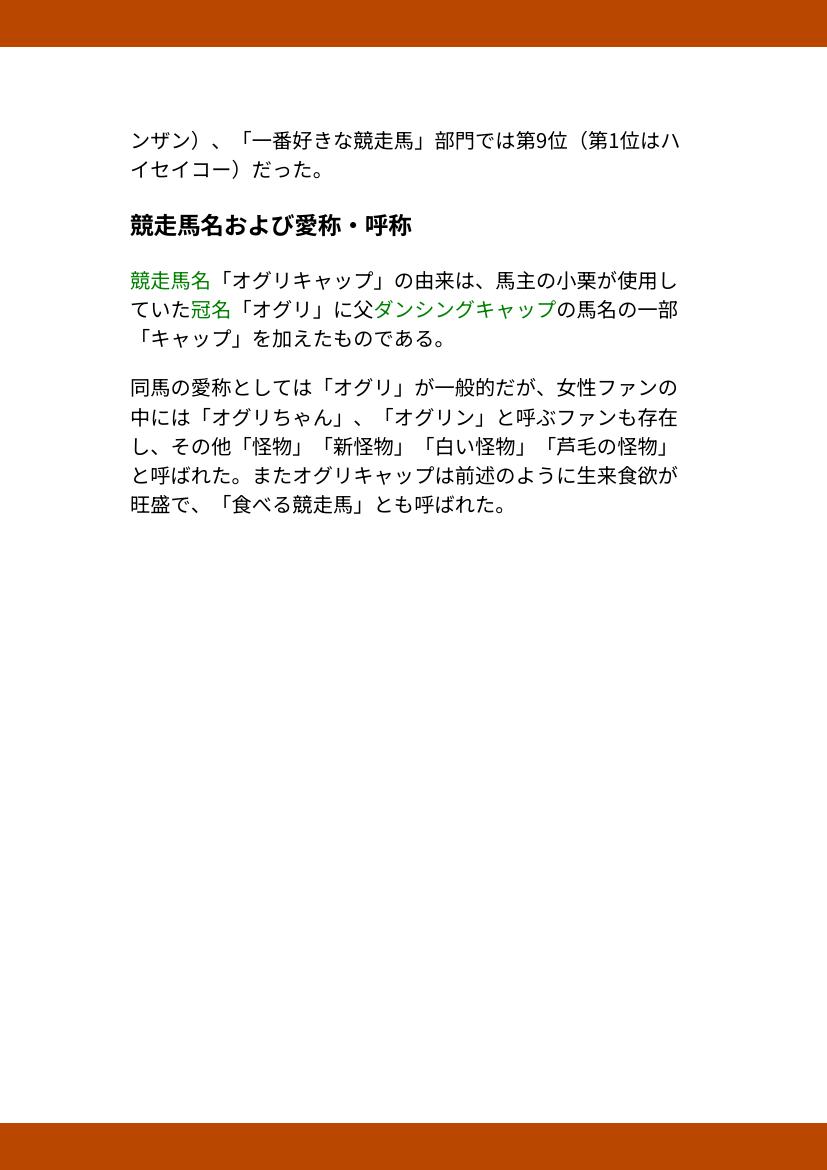 ンザン）、「一番好きな競走馬」部門では第9位（第1位はハ
イセイコー）だった。
競走馬名および愛称・呼称
競走馬名「オグリキャップ」の由来は、馬主の小栗が使用し
ていた冠名「オグリ」に父ダンシングキャップの馬名の一部
「キャップ」を加えたものである。
同馬の愛称としては「オグリ」が一般的だが、女性ファンの
中には「オグリちゃん」、「オグリン」と呼ぶファンも存在
し、その他「怪物」「新怪物」「白い怪物」「芦毛の怪物」
と呼ばれた。またオグリキャップは前述のように生来食欲が
旺盛で、「食べる競走馬」とも呼ばれた。